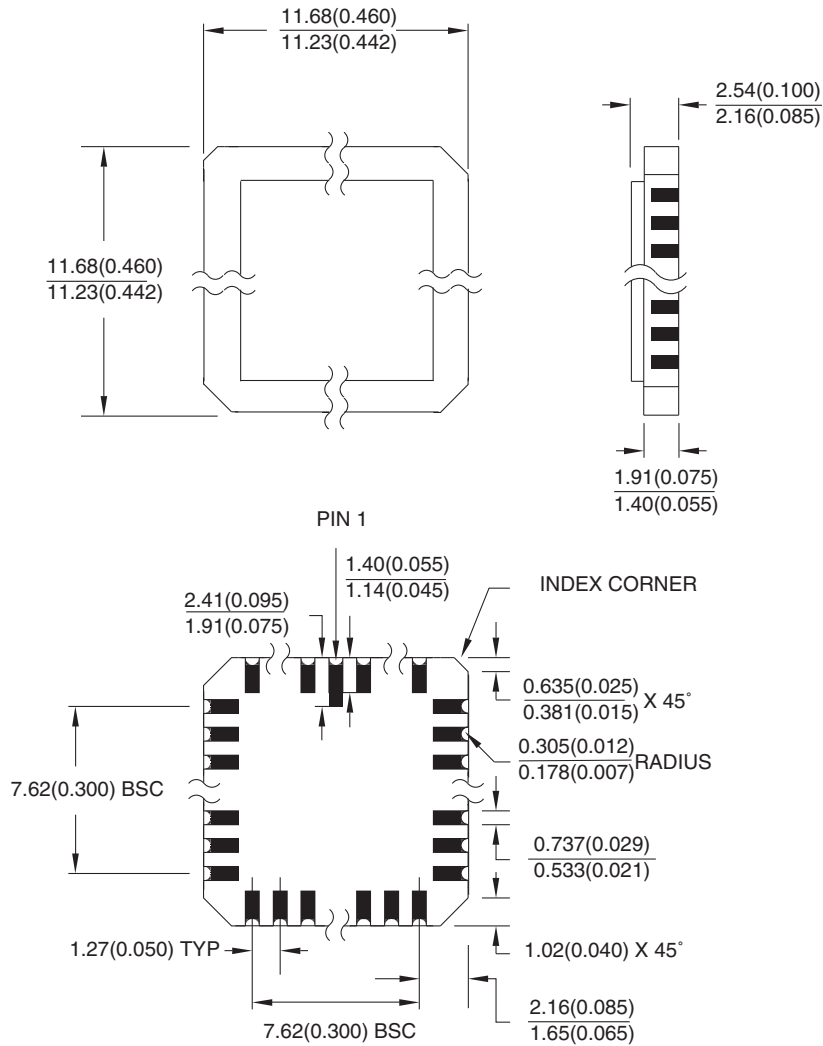 11.68(0.460)
11.23(0.442)
2.54(0.100)
2.16(0.085)
11.68(0.460)
11.23(0.442)
1.91(0.075)
1.40(0.055)
PIN 1
1.40(0.055)
1.14(0.045)
INDEX CORNER
2.41(0.095)
1.91(0.075)
0.635(0.025)
0.381(0.015) X 45˚
0.305(0.012)
0.178(0.007) RADIUS
7.62(0.300) BSC
0.737(0.029)
0.533(0.021)
1.27(0.050) TYP
1.02(0.040) X 45˚
7.62(0.300) BSC
2.16(0.085)
1.65(0.065)